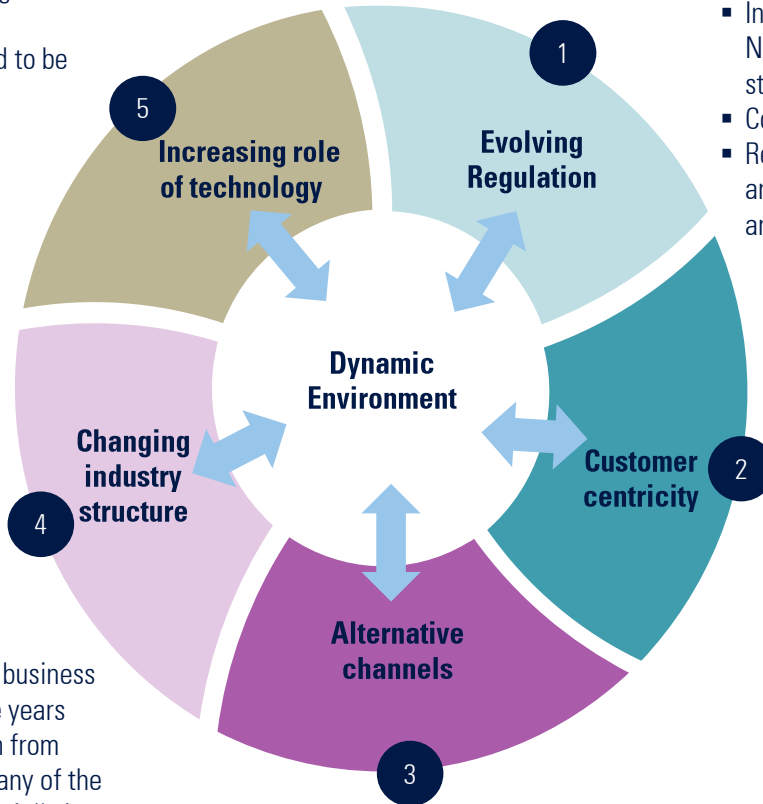 d to be
5
Increasing role
of technology
1
Evolving
Regulation
Dynamic
Environment
Customer
centricity
2
Changing
industry
structure
4
Alternative
channels
3
business
years
from
any of the